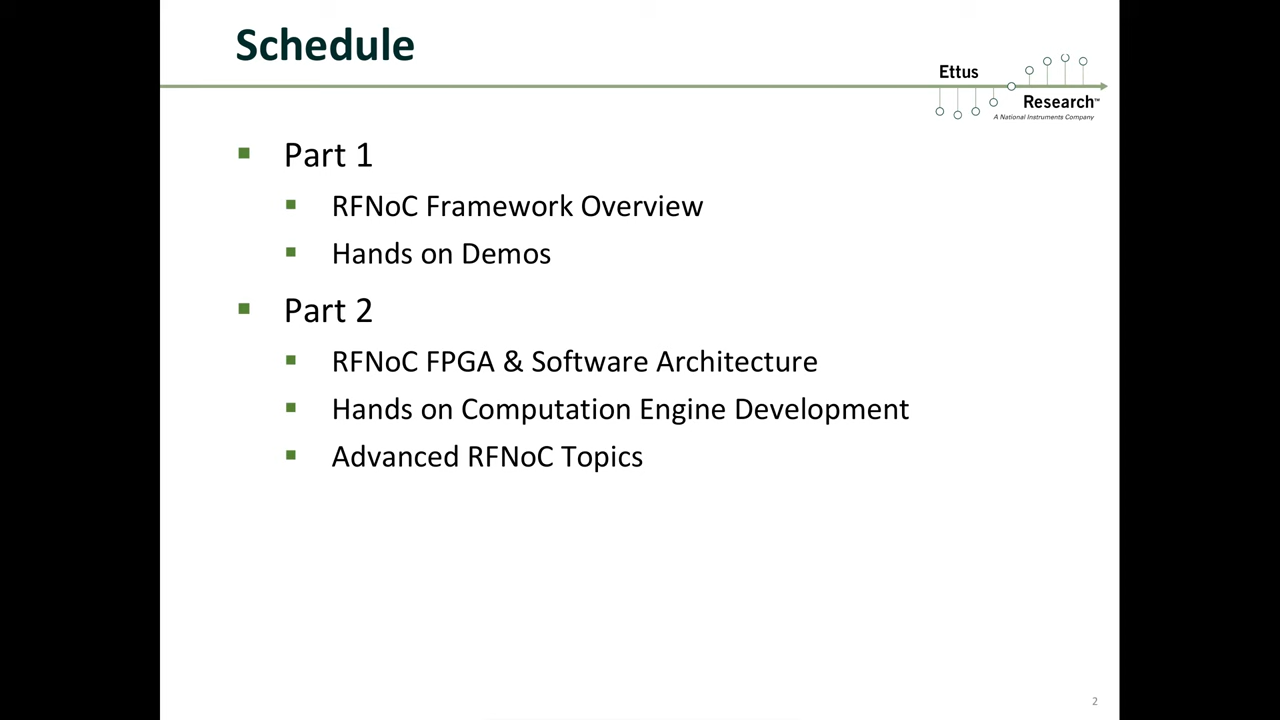 Schedule
Ettus
Research™
A National Instruments Company
Part 1
RFNoC Framework Overview
Hands on Demos
Part 2
RFNoC FPGA & Software Architecture
Hands on Computation Engine Development
Advanced RFNoC Topics
2